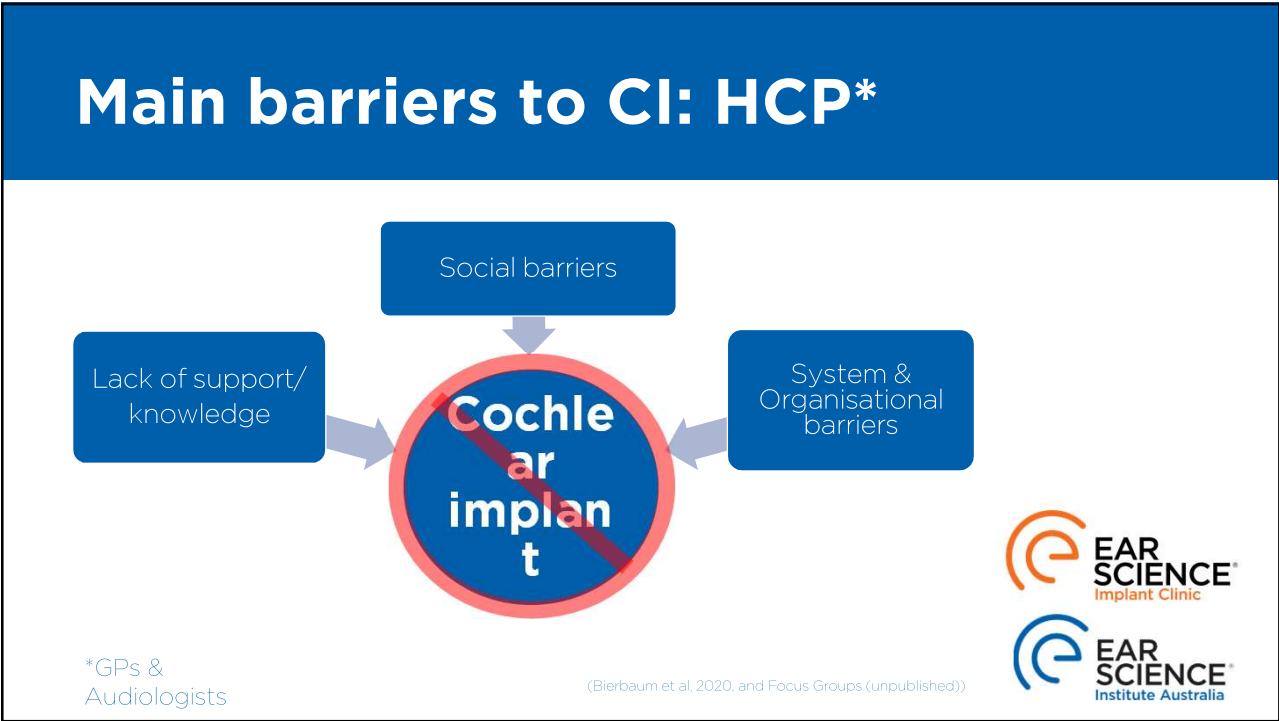 Main barriers to CI: HCP*
Social barriers
Lack of support/
knowledge
System &
Organisational
barriers
Cochle
ar
implan
t
EAR
SCIENCE®
Implant Clinic
EAR
SCIENCE®
Institute Australia
*GPs &
Audiologists
(Bierbaum et al, 2020, and Focus Groups (unpublished))